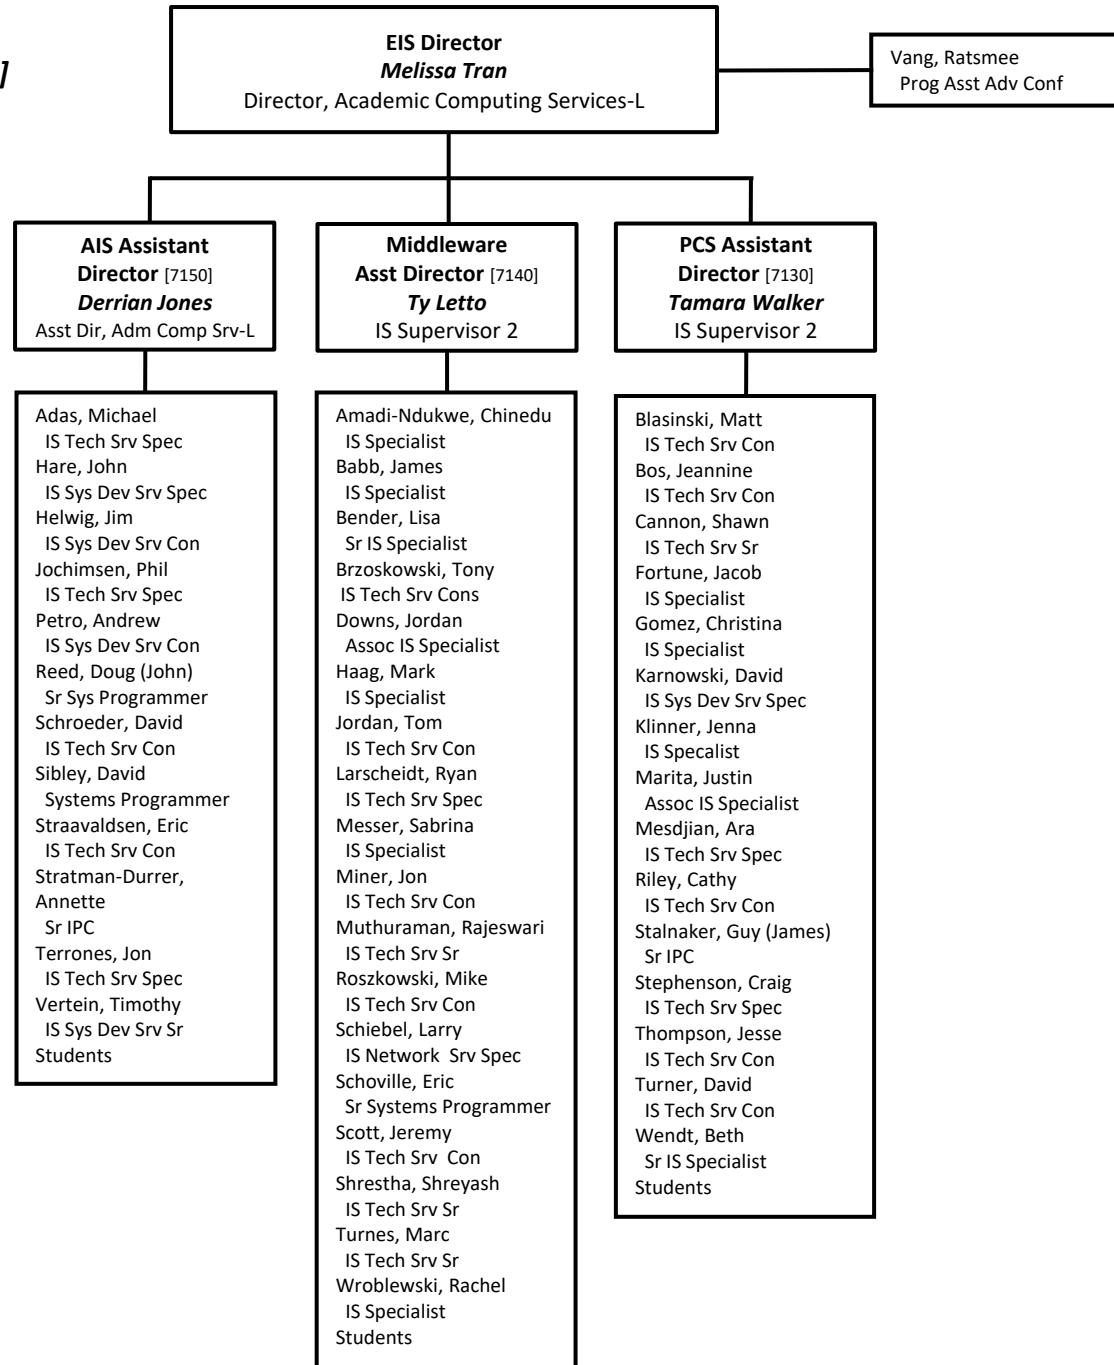 ]
EIS Director
Melissa Tran
Director, Academic Computing Services-L
Vang, Ratsmee
Prog Asst Adv Conf
AIS Assistant
Director [7150]
Derrian Jones
Asst Dir, Adm Comp Srv-L
Middleware
Asst Director [7140]
Ty Letto
IS Supervisor 2
PCS Assistant
Director [7130]
Tamara Walker
IS Supervisor 2
Adas, Michael
IS Tech Srv Spec
Hare, John
IS Sys Dev Srv Spec
Helwig, Jim
IS Sys Dev Srv Con
Jochimsen, Phil
IS Tech Srv Spec
Petro, Andrew
IS Sys Dev Srv Con
Reed, Doug (John)
Sr Sys Programmer
Schroeder, David
IS Tech Srv Con
Sibley, David
Systems Programmer
Straavaldsen, Eric
IS Tech Srv Con
Stratman-Durrer,
Annette
Sr IPC
Terrones, Jon
IS Tech Srv Spec
Vertein, Timothy
IS Sys Dev Srv Sr
Students
Amadi-Ndukwe, Chinedu
IS Specialist
Babb, James
IS Specialist
Bender, Lisa
Sr IS Specialist
Brzoskowski, Tony
IS Tech Srv Cons
Downs, Jordan
Assoc IS Specialist
Haag, Mark
IS Specialist
Jordan, Tom
IS Tech Srv Con
Larscheidt, Ryan
IS Tech Srv Spec
Messer, Sabrina
IS Specialist
Miner, Jon
IS Tech Srv Con
Muthuraman, Rajeswari
IS Tech Srv Sr
Roszkowski, Mike
IS Tech Srv Con
Schiebel, Larry
IS Network  Srv Spec
Schoville, Eric
Sr Systems Programmer
Scott, Jeremy
IS Tech Srv  Con
Shrestha, Shreyash
IS Tech Srv Sr
Turnes, Marc
IS Tech Srv Sr
Wroblewski, Rachel
IS Specialist
Students
Blasinski, Matt
IS Tech Srv Con
Bos, Jeannine
IS Tech Srv Con
Cannon, Shawn
IS Tech Srv Sr
Fortune, Jacob
IS Specialist
Gomez, Christina
IS Specialist
Karnowski, David
IS Sys Dev Srv Spec
Klinner, Jenna
IS Specalist
Marita, Justin
Assoc IS Specialist
Mesdjian, Ara
IS Tech Srv Spec
Riley, Cathy
IS Tech Srv Con
Stalnaker, Guy (James)
Sr IPC
Stephenson, Craig
IS Tech Srv Spec
Thompson, Jesse
IS Tech Srv Con
Turner, David
IS Tech Srv Con
Wendt, Beth
Sr IS Specialist
Students